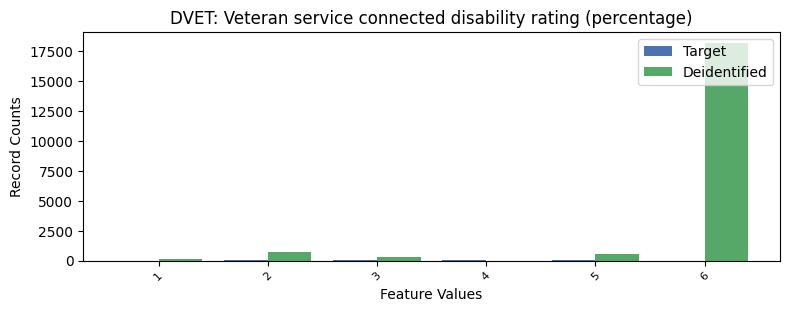 DVET: Veteran service connected disability rating (percentage)
Target
Deidentified
17500
15000
12500
10000
7500
5000
2500
0
Record Counts
1 2 3 4 5 6
Feature Values